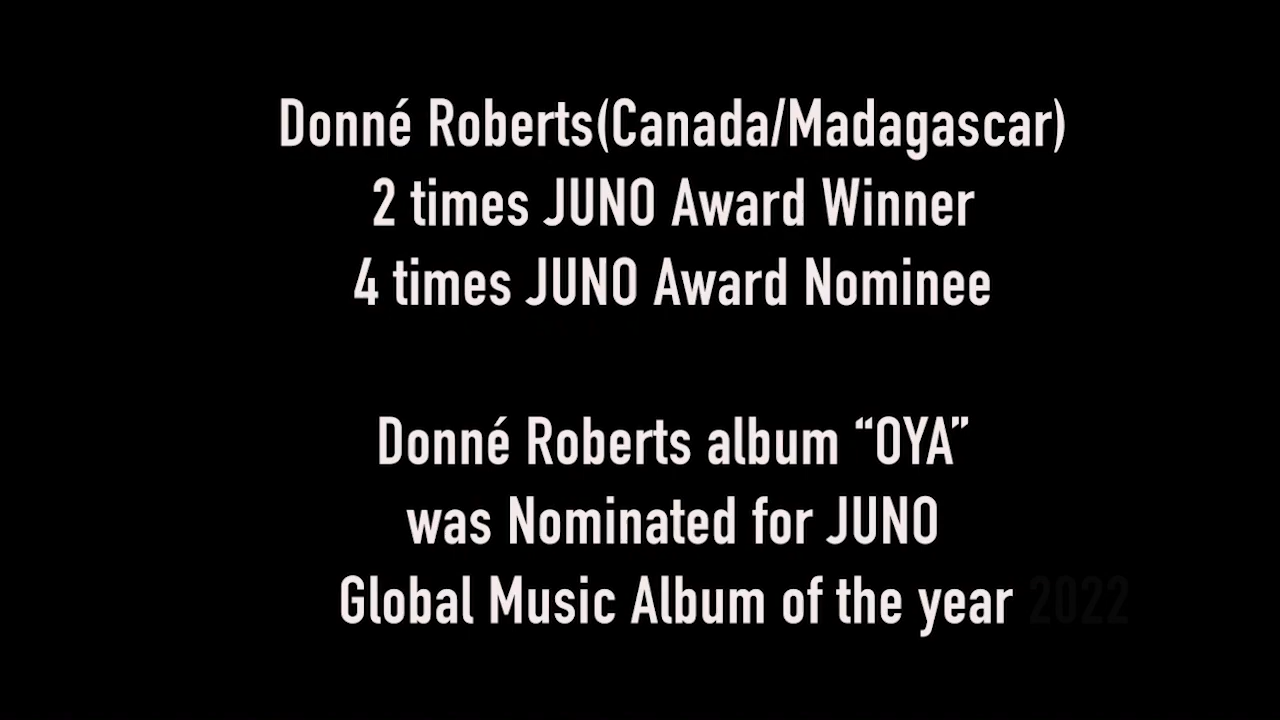 Donné Roberts(Canada/Madagascar)
2 times JUNO Award Winner
4 times JUNO Award Nominee
Donné Roberts album “OYA”
was Nominated for JUNO
Global Music Album of the year 2022